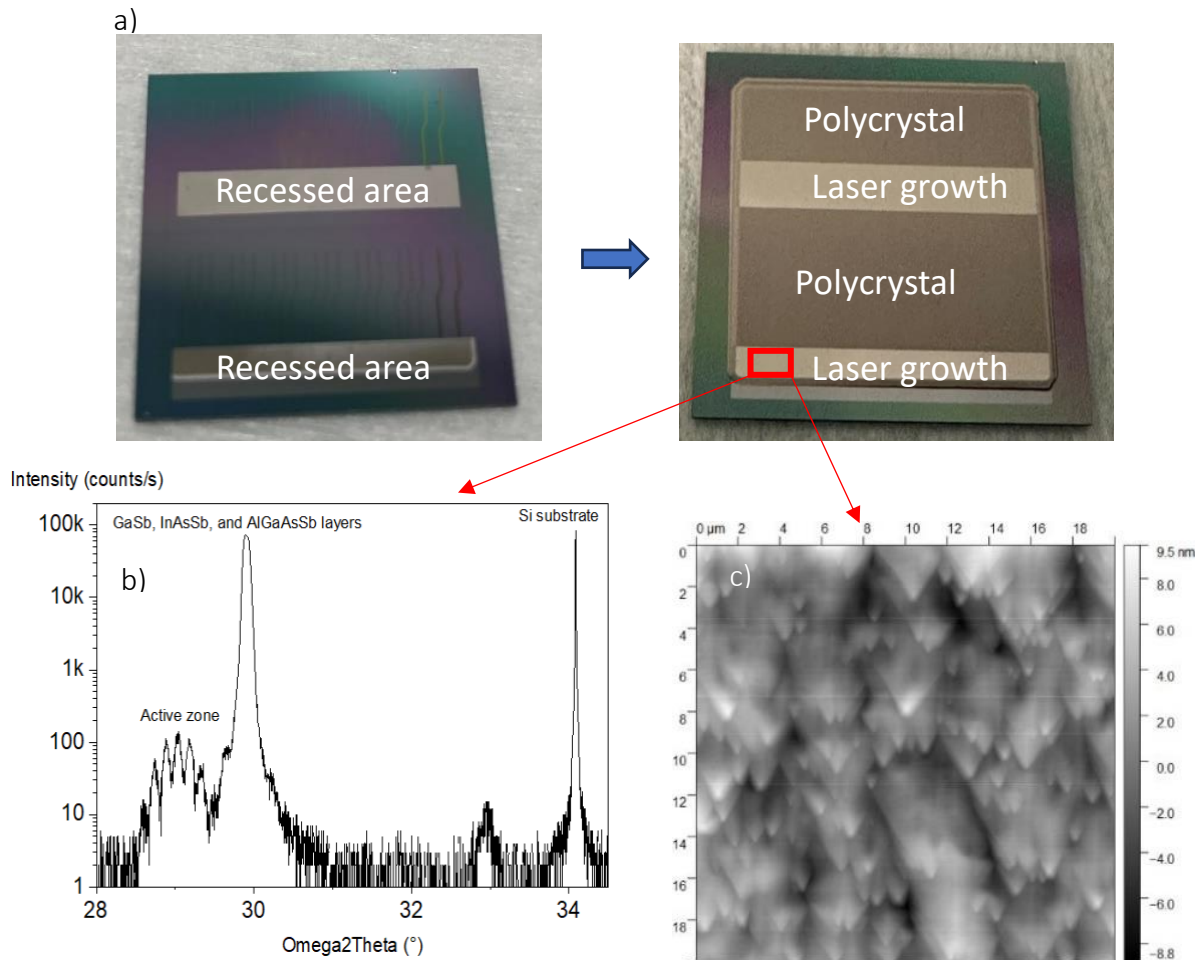 a)
Recessed area
Recessed area
Polycrystal
Laser growth
Polycrystal
Laser growth
Intensity (counts/s)
100k
10k
1k
100
10
1
GaSb, InAsSb, and AlGaAsSb layers
Si substrate
b)
Active zone
28
30
32
34
Omega2Theta (°)
0 µm 2 4 6 8 10 12 14 16 18
0
2
4
6
8
10
12
14
16
18
c)
9.5 nm
8.0
6.0
4.0
2.0
0.0
−2.0
−4.0
−6.0
−8.8